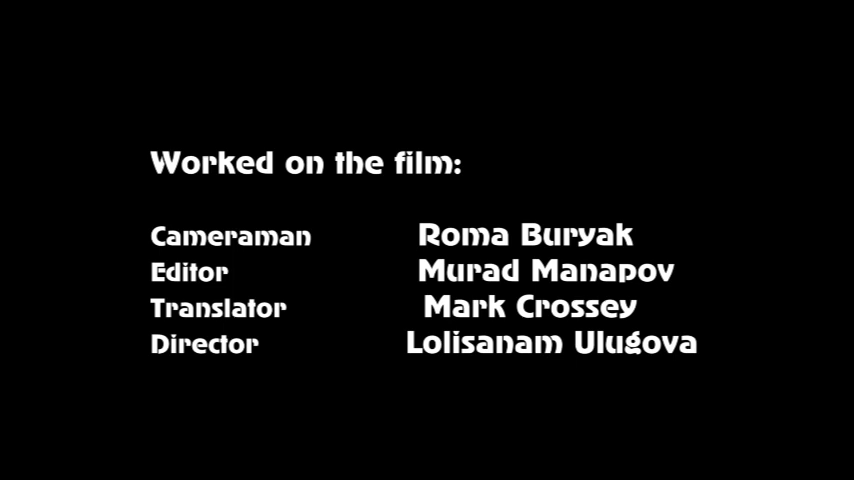 Worked on the film:
Cameraman Roma Buryak
Editor Murad Manapov
Translator Mark Crossey
Director Lolisanam Ulugova